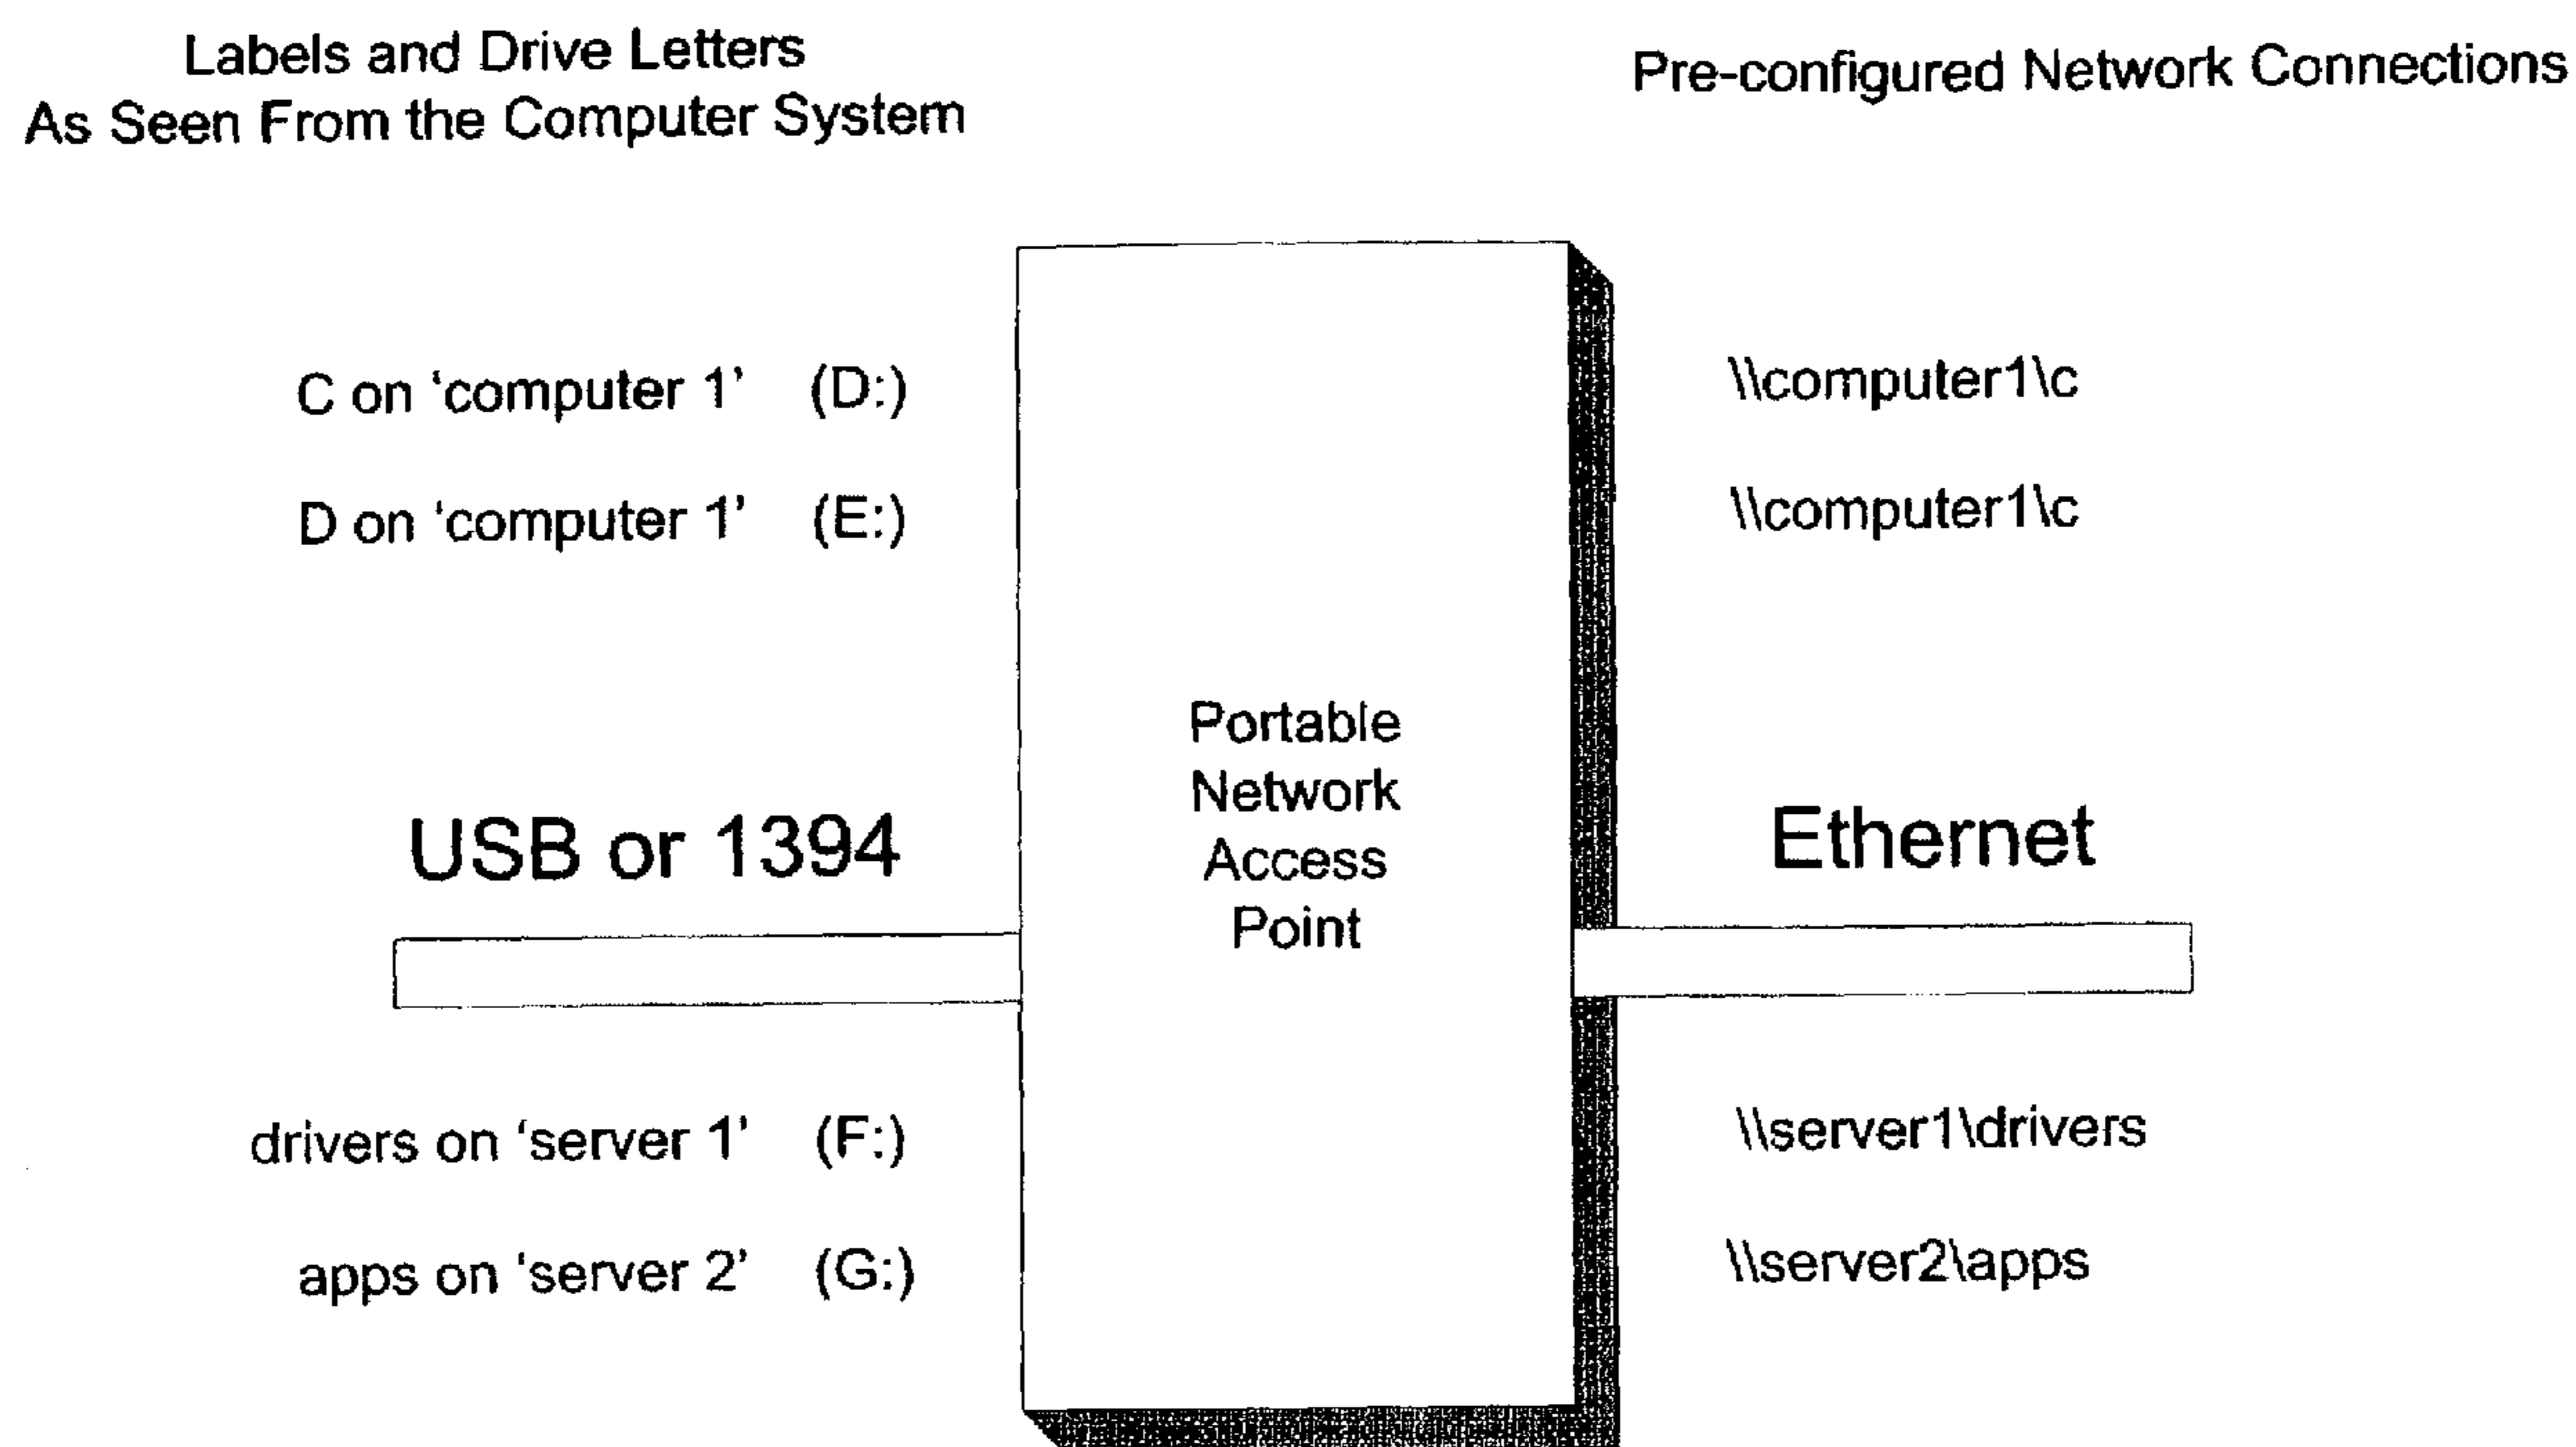 Labels and Drive Letters
As Seen From the Computer System
Pre-configured Network Connections
C on ‘computer 1’ (D:)
\\computer1\c
D on ‘computer 1’ (E:)
\\computer1\c
Portable
Network
Access
Point
USB or 1394
Ethernet
drivers on ‘server 1’ (F:)
\\server1\drivers
apps on ‘server 2’ (G:)
\\server2\apps